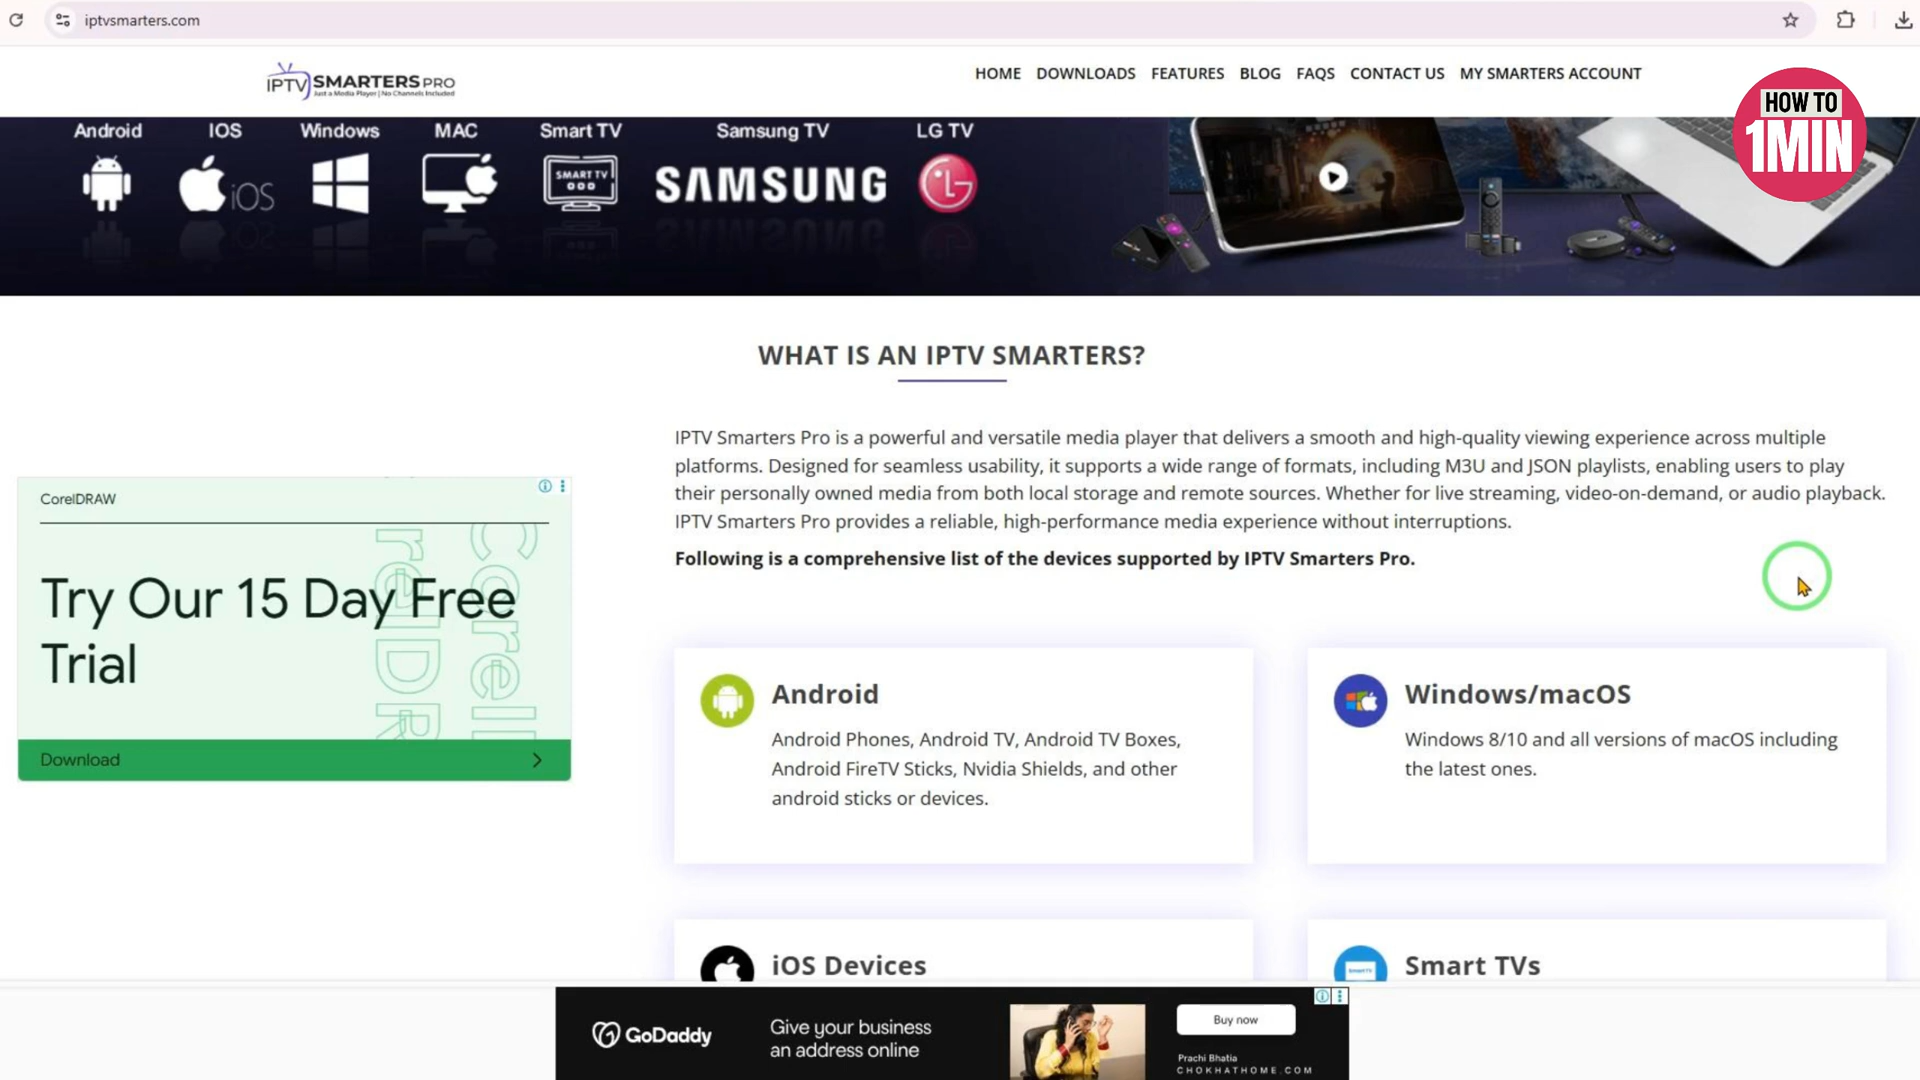 iptvsmarters.com
IPTV SMARTERS PRO
Just a Media Player | No Channels Included
HOME DOWNLOADS FEATURES BLOG FAQS CONTACT US MY SMARTERS ACCOUNT
HOW TO
1MIN
Android IOS Windows MAC Smart TV Samsung TV LG TV
iOS SMART TV SAMSUNG LG
WHAT IS AN IPTV SMARTERS?
IPTV Smarters Pro is a powerful and versatile media player that delivers a smooth and high-quality viewing experience across multiple
platforms. Designed for seamless usability, it supports a wide range of formats, including M3U and JSON playlists, enabling users to play
their personally owned media from both local storage and remote sources. Whether for live streaming, video-on-demand, or audio playback.
IPTV Smarters Pro provides a reliable, high-performance media experience without interruptions.
Following is a comprehensive list of the devices supported by IPTV Smarters Pro.
CorelDRAW
Try Our 15 Day Free
Trial
Download
Android
Android Phones, Android TV, Android TV Boxes,
Android FireTV Sticks, Nvidia Shields, and other
android sticks or devices.
Windows/macOS
Windows 8/10 and all versions of macOS including
the latest ones.
iOS Devices
Smart TVs
GoDaddy
Give your business
an address online
Buy now
Prachi Bhatia
CHOKHATHOME.COM